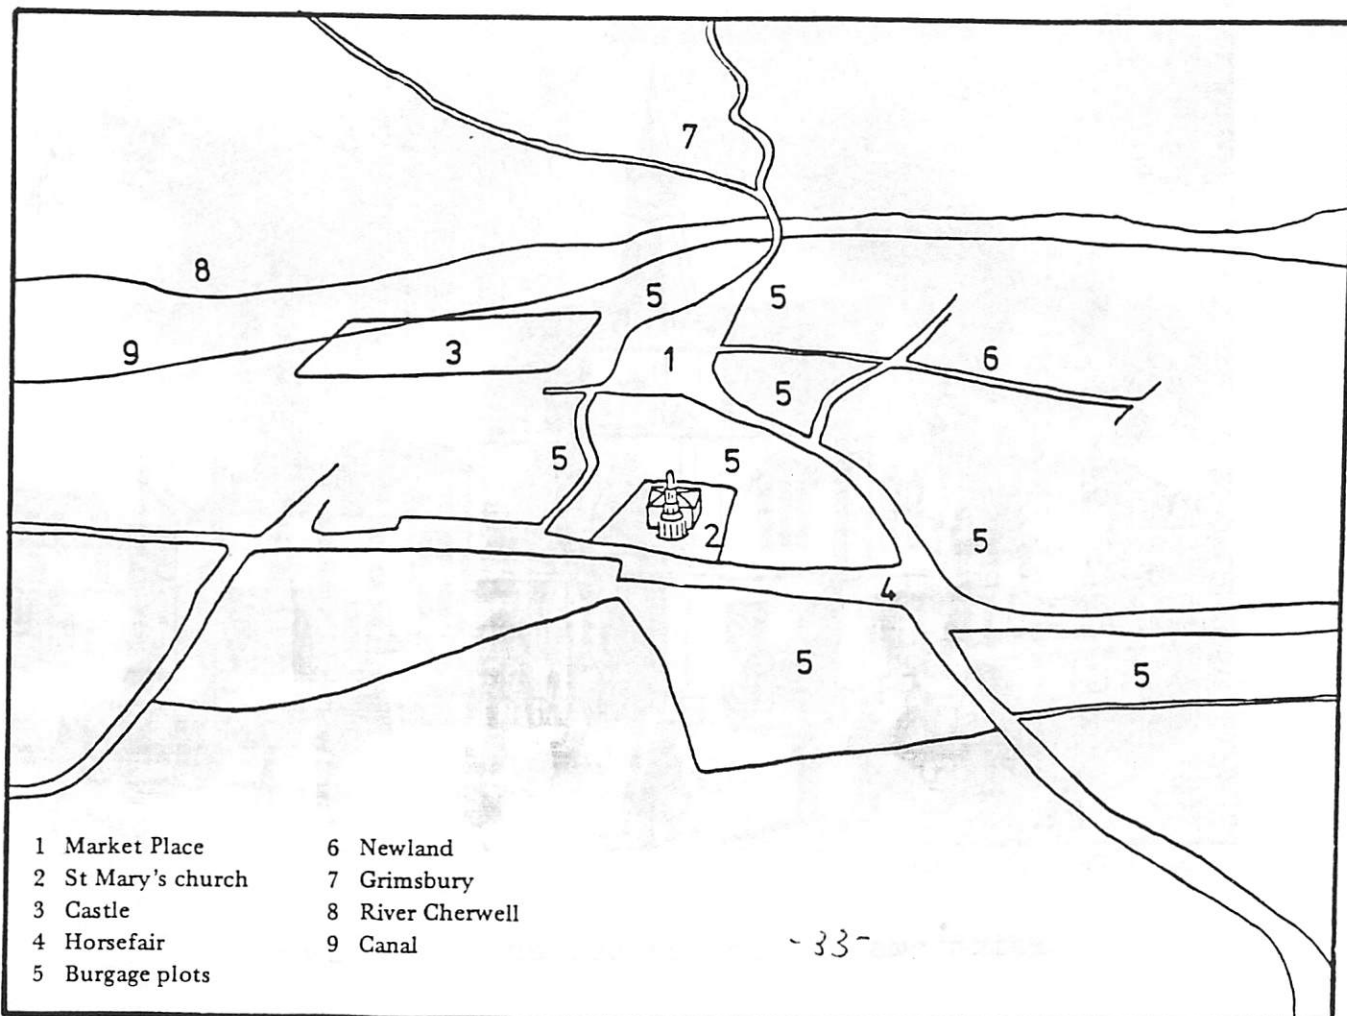 7
8
5
5
9
3
1
6
5
5
5
2
5
4
5
5
1 Market Place
2 St Mary's church
3 Castle
4 Horsefair
5 Burgage plots
6 Newland
7 Grimsbury
8 River Cherwell
9 Canal
-33-